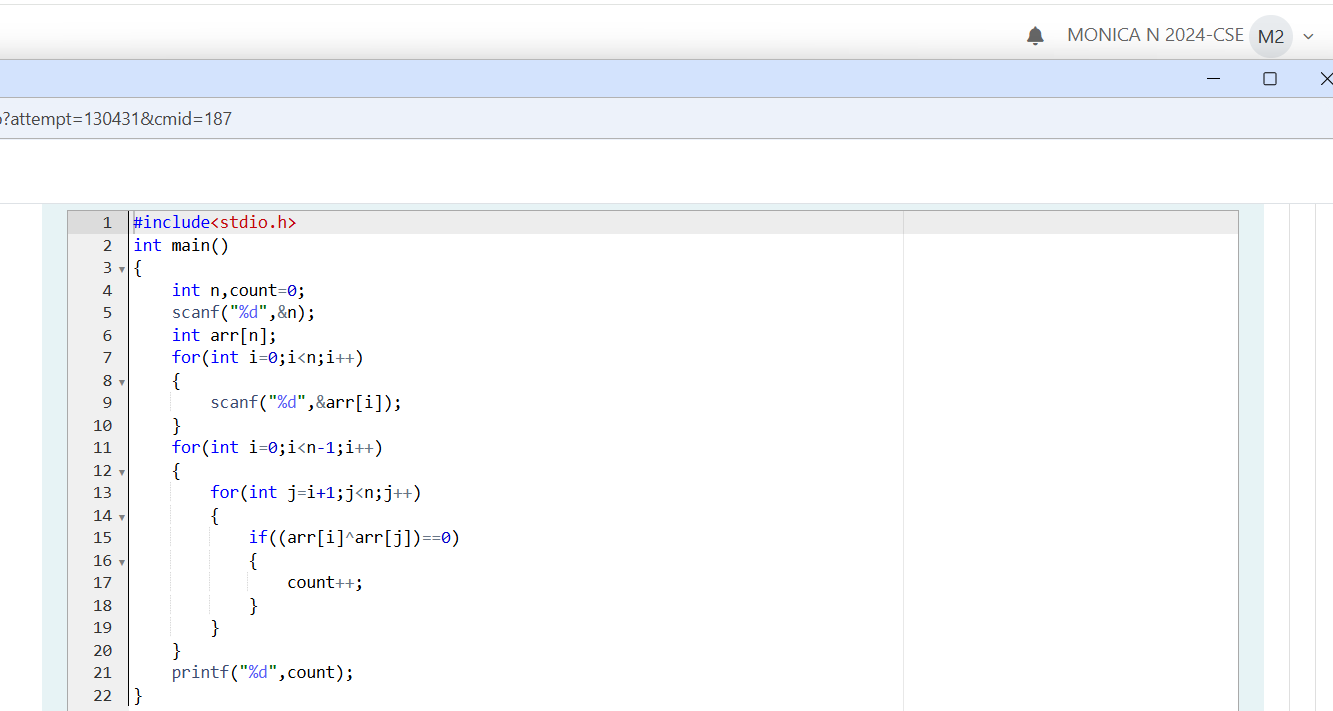 MONICA N 2024-CSE M2
?attempt=130431&cmid=187
1 #include<stdio.h>
2 int main()
3 {
4     int n,count=0;
5     scanf("%d",&n);
6     int arr[n];
7     for(int i=0;i<n;i++)
8     {
9         scanf("%d",&arr[i]);
10     }
11     for(int i=0;i<n-1;i++)
12     {
13         for(int j=i+1;j<n;j++)
14         {
15             if((arr[i]^arr[j])==0)
16             {
17                 count++;
18             }
19         }
20     }
21     printf("%d",count);
22 }